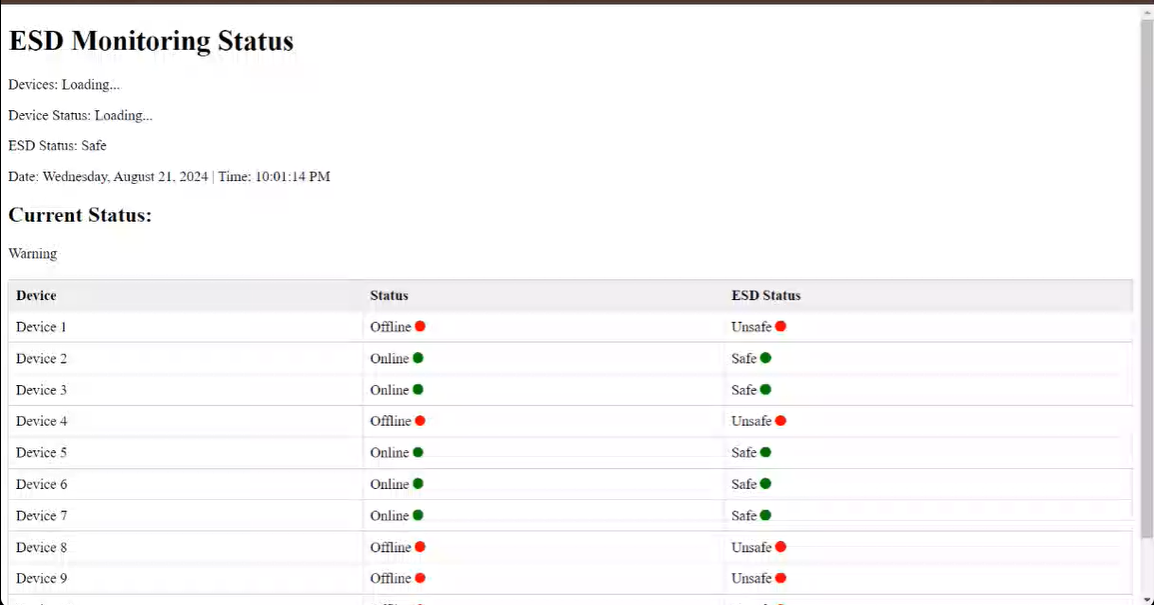 ESD Monitoring Status
Devices: Loading...
Device Status: Loading...
ESD Status: Safe
Date: Wednesday, August 21, 2024 | Time: 10:01:14 PM
Current Status:
Warning
Device Status ESD Status
Device 1 Offline Unsafe
Device 2 Online Safe
Device 3 Online Safe
Device 4 Offline Unsafe
Device 5 Online Safe
Device 6 Online Safe
Device 7 Online Safe
Device 8 Offline Unsafe
Device 9 Offline Unsafe